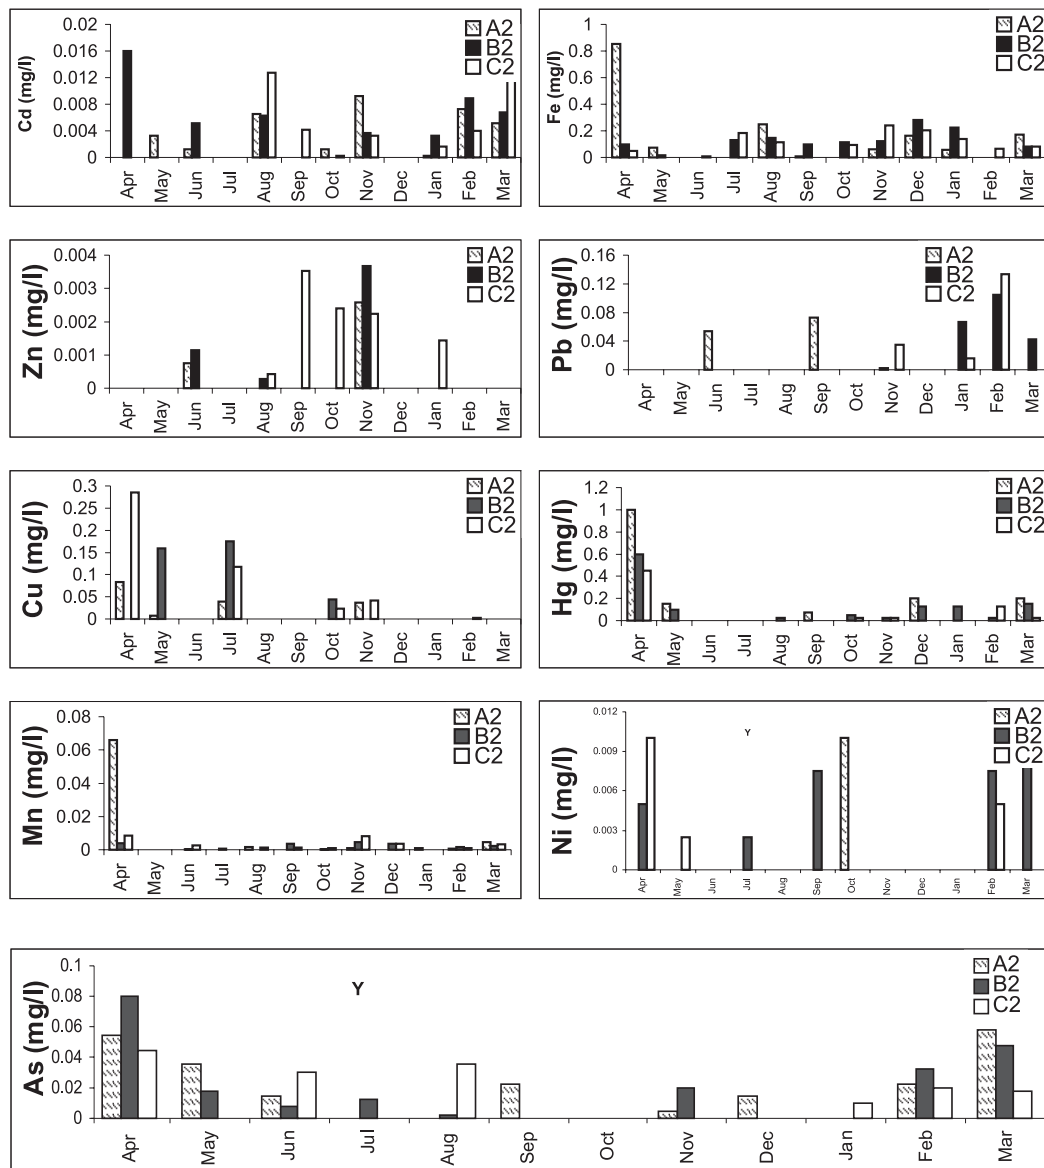 Cd (mg/l)
0.02
0.016
0.012
0.008
0.004
0
A2
B2
C2
Apr May Jun Jul Aug Sep Oct Nov Dec Jan Feb Mar
Fe (mg/l)
1
0.8
0.6
0.4
0.2
0
A2
B2
C2
Apr May Jun Jul Aug Sep Oct Nov Dec Jan Feb Mar
Zn (mg/l)
0.004
0.003
0.002
0.001
0
A2
B2
C2
Apr May Jun Jul Aug Sep Oct Nov Dec Jan Feb Mar
Pb (mg/l)
0.16
0.12
0.08
0.04
0
A2
B2
C2
Apr May Jun Jul Aug Sep Oct Nov Dec Jan Feb Mar
Cu (mg/l)
0.3
0.25
0.2
0.15
0.1
0.05
0
A2
B2
C2
Apr May Jun Jul Aug Sep Oct Nov Dec Jan Feb Mar
Hg (mg/l)
1.2
1
0.8
0.6
0.4
0.2
0
A2
B2
C2
Apr May Jun Jul Aug Sep Oct Nov Dec Jan Feb Mar
Mn (mg/l)
0.08
0.06
0.04
0.02
0
A2
B2
C2
Apr May Jun Jul Aug Sep Oct Nov Dec Jan Feb Mar
Ni (mg/l)
0.012
0.009
0.006
0.003
0
Y
A2
B2
C2
Apr May Jun Jul Aug Sep Oct Nov Dec Jan Feb Mar
As (mg/l)
0.1
0.08
0.06
0.04
0.02
0
Y
A2
B2
C2
Apr May Jun Jul Aug Sep Oct Nov Dec Jan Feb Mar